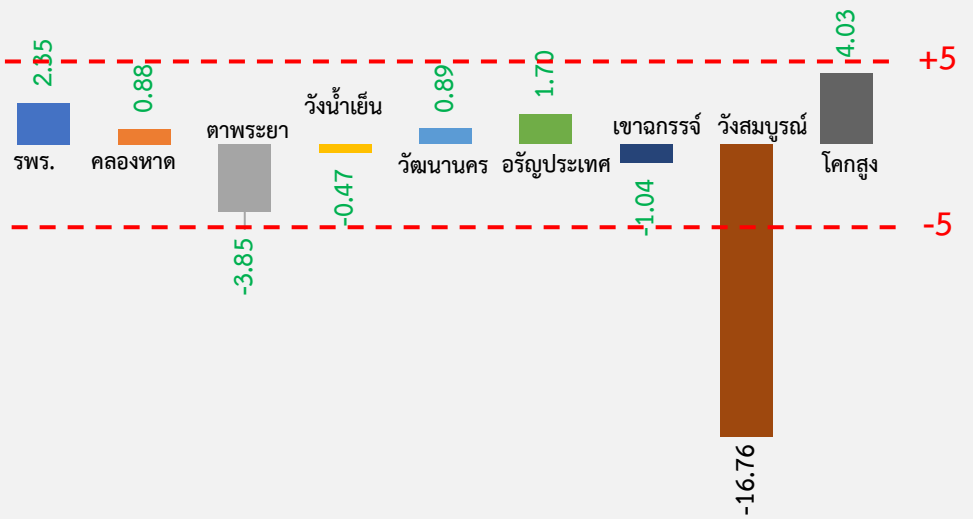 2.35
0.88
-3.85
-0.47
0.89
1.70
-1.04
-16.76
4.03
+5
-5
รพร.
คลองหาด
ตาพระยา
วังน้ำเย็น
วัฒนานคร
อรัญประเทศ
เขาฉกรรจ์
วังสมบูรณ์
โคกสูง